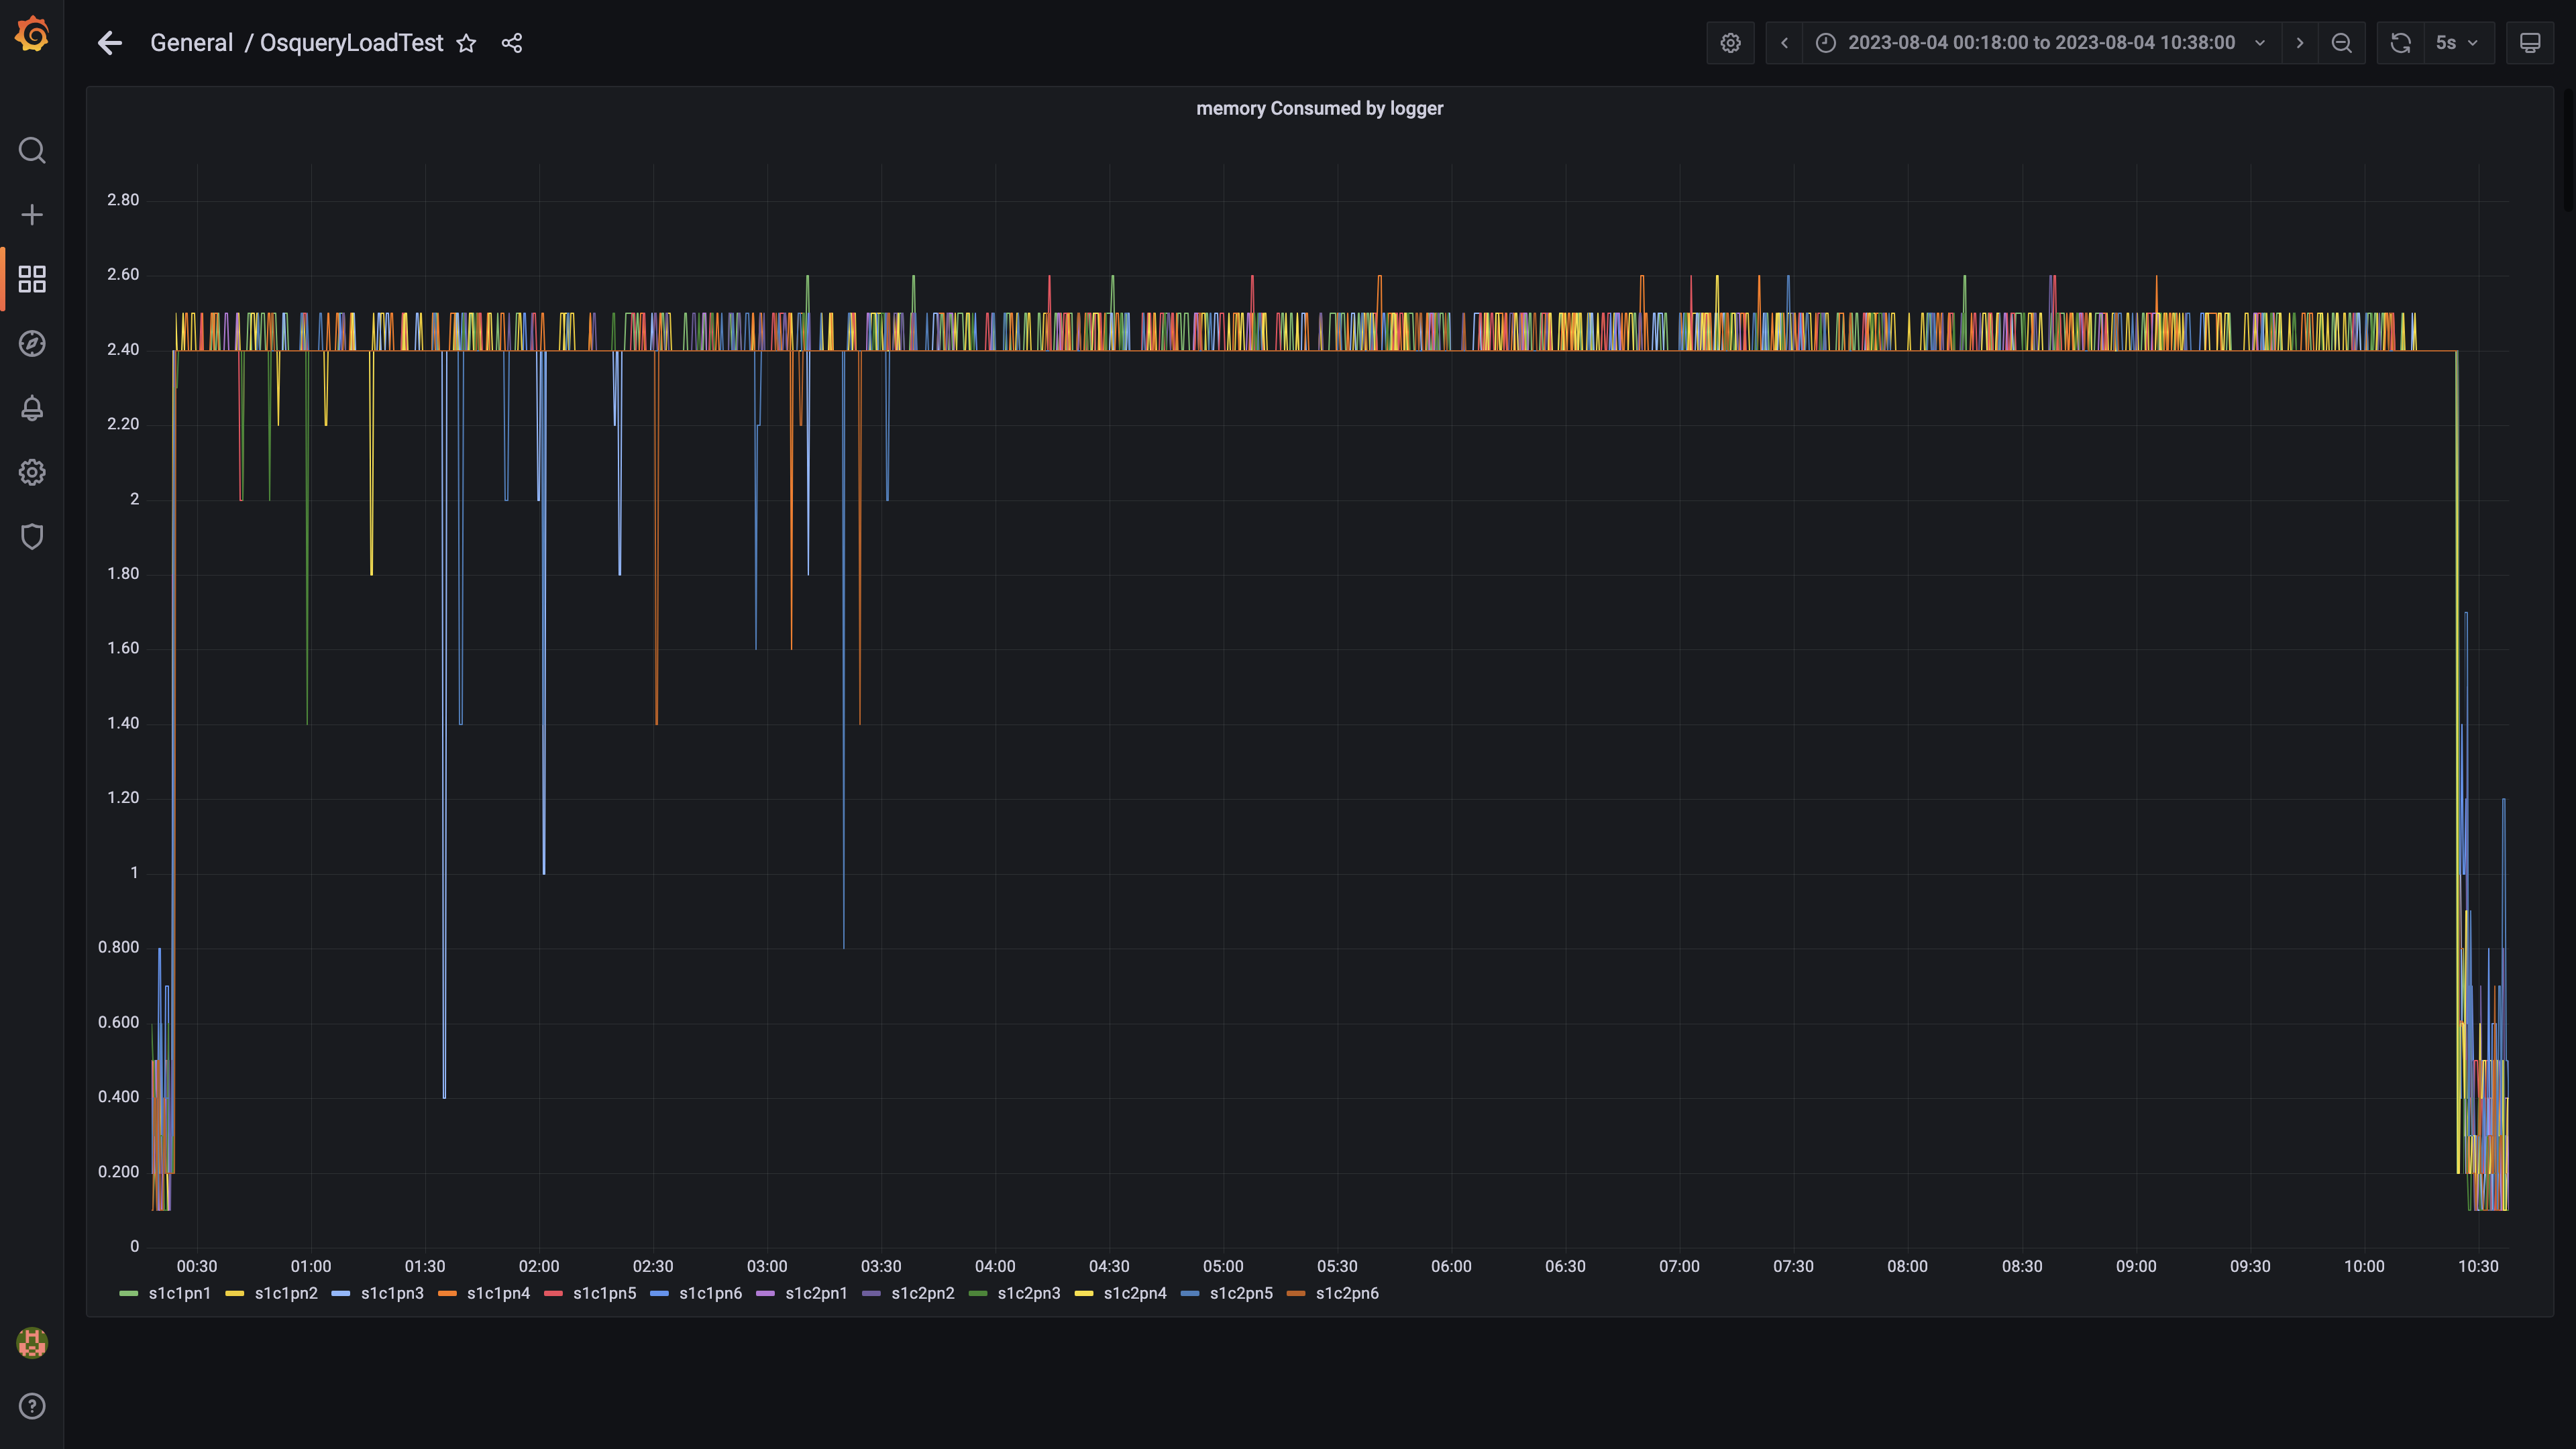 General / OsqueryLoadTest
2023-08-04 00:18:00 to 2023-08-04 10:38:00
5s
memory Consumed by logger
2.80
2.60
2.40
2.20
2
1.80
1.60
1.40
1.20
1
0.800
0.600
0.400
0.200
0
00:30 01:00 01:30 02:00 02:30 03:00 03:30 04:00 04:30 05:00 05:30 06:00 06:30 07:00 07:30 08:00 08:30 09:00 09:30 10:00 10:30
s1c1pn1 s1c1pn2 s1c1pn3 s1c1pn4 s1c1pn5 s1c1pn6 s1c2pn1 s1c2pn2 s1c2pn3 s1c2pn4 s1c2pn5 s1c2pn6